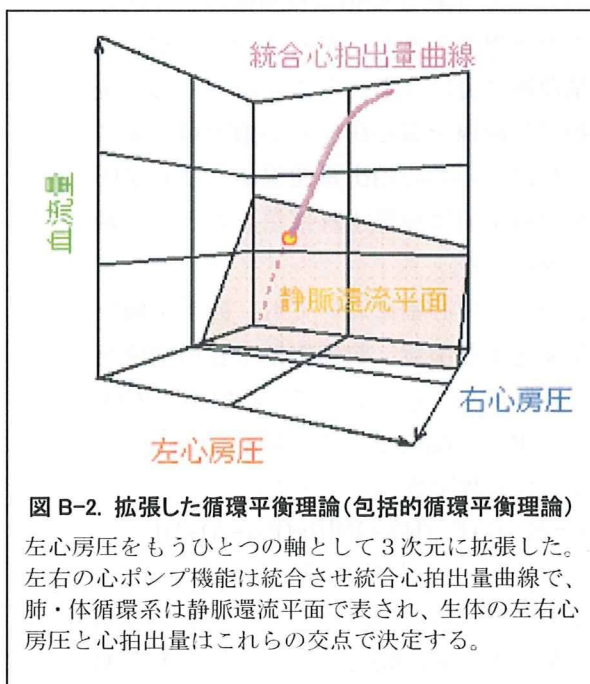 統合心拍出量曲線
血流量
静脈還流平面
右心房圧
左心房圧
図 B-2. 拡張した循環平衡理論(包括的循環平衡理論)
左心房圧をもうひとつの軸として３次元に拡張した。
左右の心ポンプ機能は統合させ統合心拍出量曲線で、
肺・体循環系は静脈還流平面で表され、生体の左右心
房圧と心拍出量はこれらの交点で決定する。